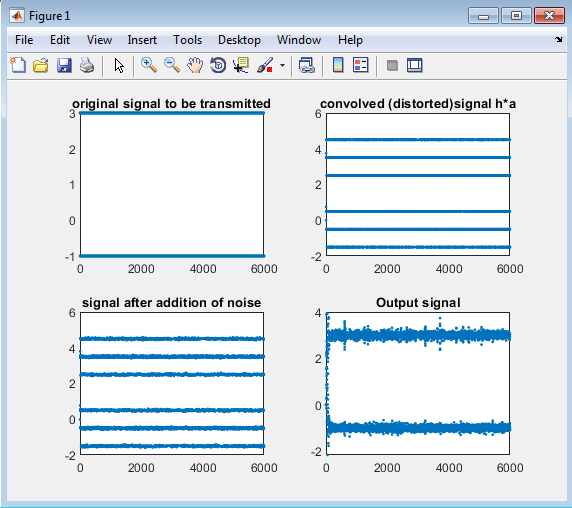 Figure 1
File Edit View Insert Tools Desktop Window Help
original signal to be transmitted
3
2
1
0
-1
0 2000 4000 6000
convolved (distorted)signal h*a
6
4
2
0
-2
0 2000 4000 6000
signal after addition of noise
6
4
2
0
-2
0 2000 4000 6000
Output signal
4
2
0
-2
0 2000 4000 6000